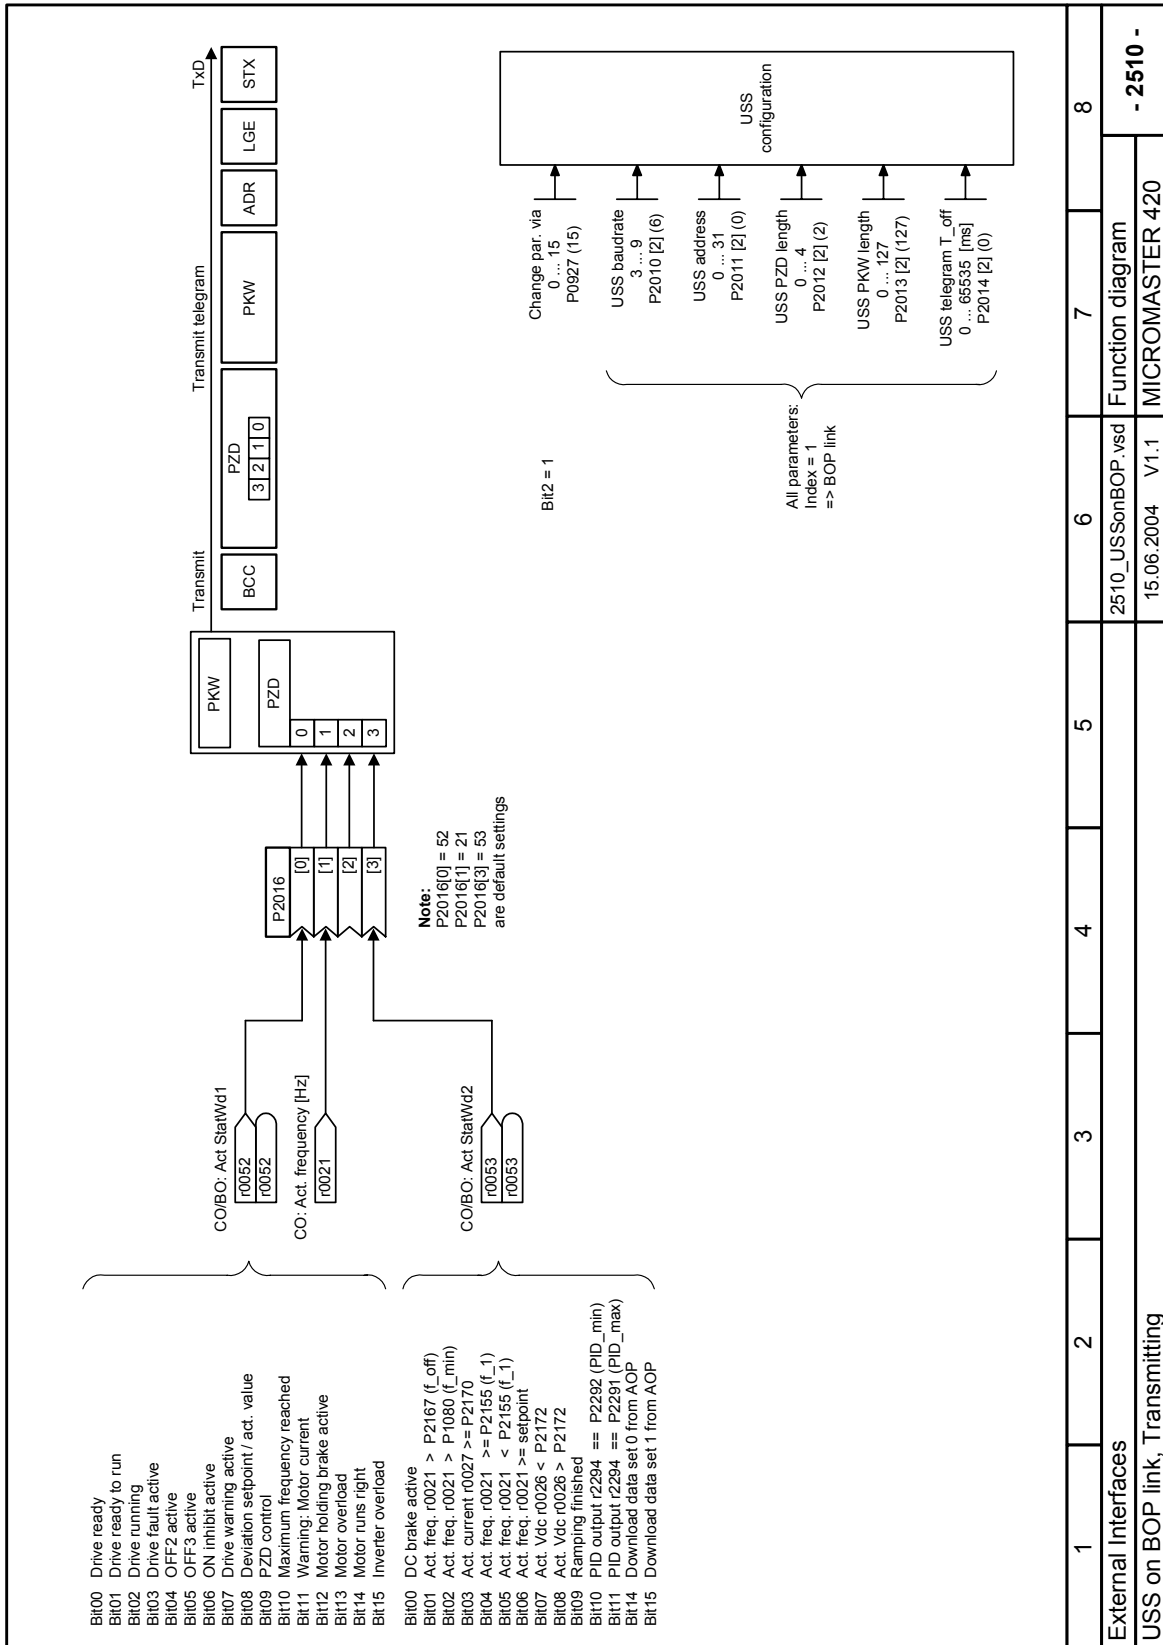 Bit00 Drive ready
Bit01 Drive ready to run
Bit02 Drive running
Bit03 Drive fault active
Bit04 OFF2 active
Bit05 OFF3 active
Bit06 ON inhibit active
Bit07 Drive warning active
Bit08 Deviation setpoint / act. value
Bit09 PZD control
Bit10 Maximum frequency reached
Bit11 Warning: Motor current
Bit12 Motor holding brake active
Bit13 Motor overload
Bit14 Motor runs right
Bit15 Inverter overload
Bit00 DC brake active
Bit01 Act. freq. r0021 > P2167 (f_off)
Bit02 Act. freq. r0021 > P1080 (f_min)
Bit03 Act. current r0027 >= P2170
Bit04 Act. freq. r0021 >= P2155 (f_1)
Bit05 Act. freq. r0021 < P2155 (f_1)
Bit06 Act. freq. r0021 >= setpoint
Bit07 Act. Vdc r0026 < P2172
Bit08 Act. Vdc r0026 > P2172
Bit09 Ramping finished
Bit10 PID output r2294 == P2292 (PID_min)
Bit11 PID output r2294 == P2291 (PID_max)
Bit14 Download data set 0 from AOP
Bit15 Download data set 1 from AOP
CO/BO: Act StatWd1
r0052
r0052
CO: Act. frequency [Hz]
r0021
CO/BO: Act StatWd2
r0053
r0053
P2016
[0]
[1]
[2]
[3]
Note:
P2016[0] = 52
P2016[1] = 21
P2016[3] = 53
are default settings
PKW
PZD
0
1
2
3
Transmit
Transmit telegram
TxD
BCC
PZD
3 2 1 0
PKW
ADR
LGE
STX
Bit2 = 1
Change par. via
0 ... 15
P0927 (15)
USS baudrate
3 ... 9
P2010 [2] (6)
USS address
0 ... 31
P2011 [2] (0)
USS PZD length
0 ... 4
P2012 [2] (2)
USS PKW length
0 ... 127
P2013 [2] (127)
USS telegram T_off
0 ... 65535 [ms]
P2014 [2] (0)
All parameters:
Index = 1
=> BOP link
USS
configuration
1 2 3 4 5 6 7 8
External Interfaces
2510_USSonBOP.vsd
Function diagram
- 2510 -
USS on BOP link, Transmitting
15.06.2004 V1.1
MICROMASTER 420